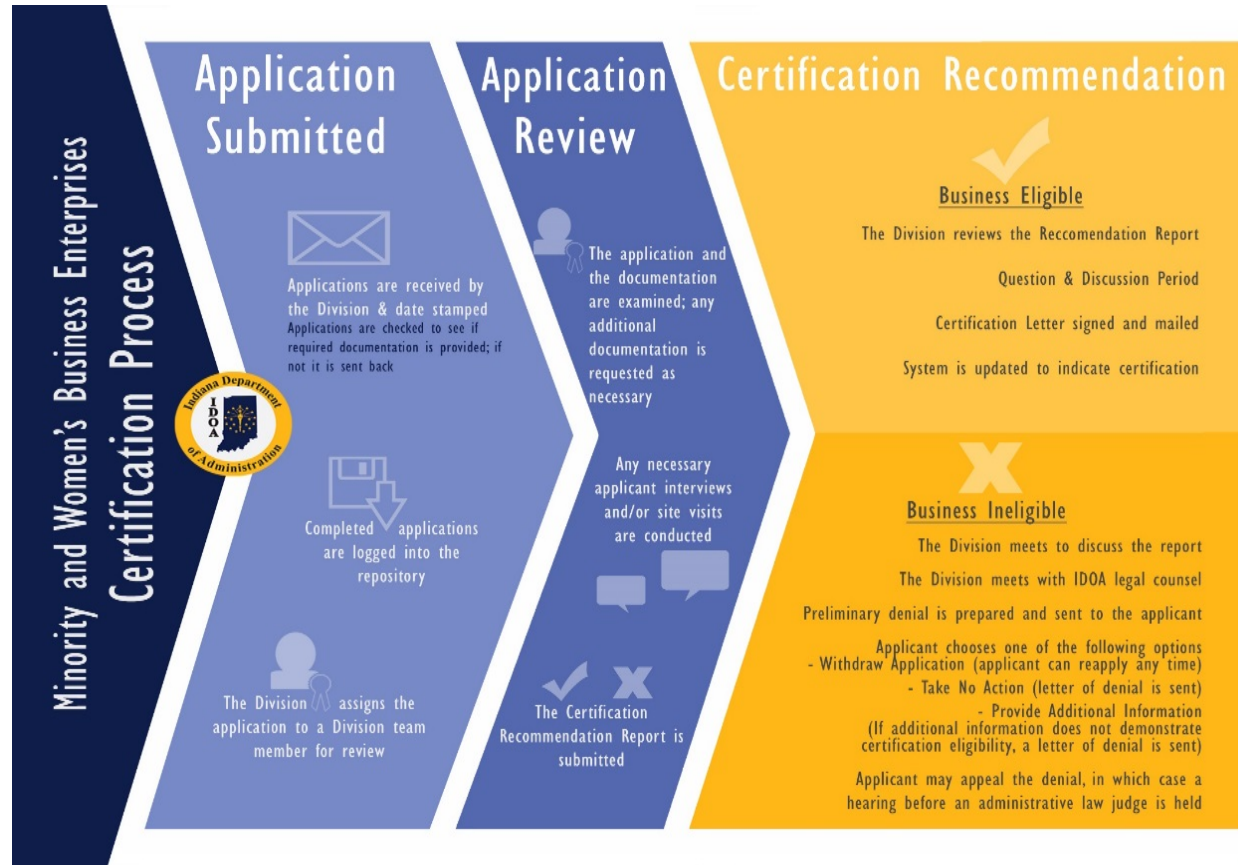 Minority and Women's Business Enterprises
Certification Process
Indiana Department
of Administration
IDOA
Application
Submitted
Applications are received by
the Division & date stamped
Applications are checked to see if
required documentation is provided; if
not it is sent back
Completed applications
are logged into the
repository
The Division assigns the
application to a Division team
member for review
Application
Review
The application and
the documentation
are examined; any
additional
documentation is
requested as
necessary
Any necessary
applicant interviews
and/or site visits
are conducted
The Certification
Recommendation Report is
submitted
Certification Recommendation
Business Eligible
The Division reviews the Reccomendation Report
Question & Discussion Period
Certification Letter signed and mailed
System is updated to indicate certification
Business Ineligible
The Division meets to discuss the report
The Division meets with IDOA legal counsel
Preliminary denial is prepared and sent to the applicant
Applicant chooses one of the following options
- Withdraw Application (applicant can reapply any time)
- Take No Action (letter of denial is sent)
- Provide Additional Information
(If additional information does not demonstrate
certification eligibility, a letter of denial is sent)
Applicant may appeal the denial, in which case a
hearing before an administrative law judge is held